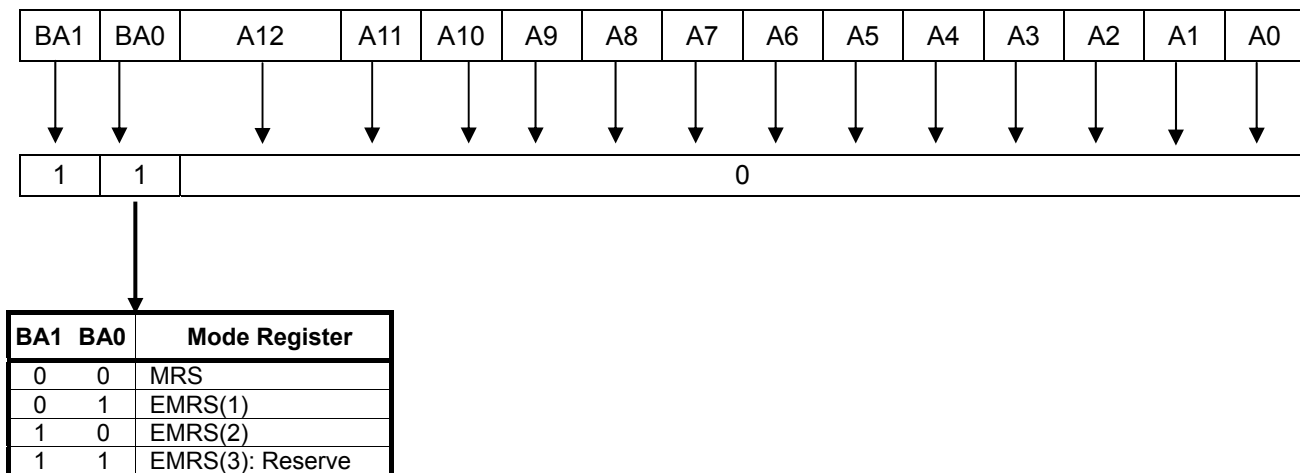 BA1 BA0 A12 A11 A10 A9 A8 A7 A6 A5 A4 A3 A2 A1 A0
1 1 0
BA1 BA0 Mode Register
0 0 MRS
0 1 EMRS(1)
1 0 EMRS(2)
1 1 EMRS(3): Reserve